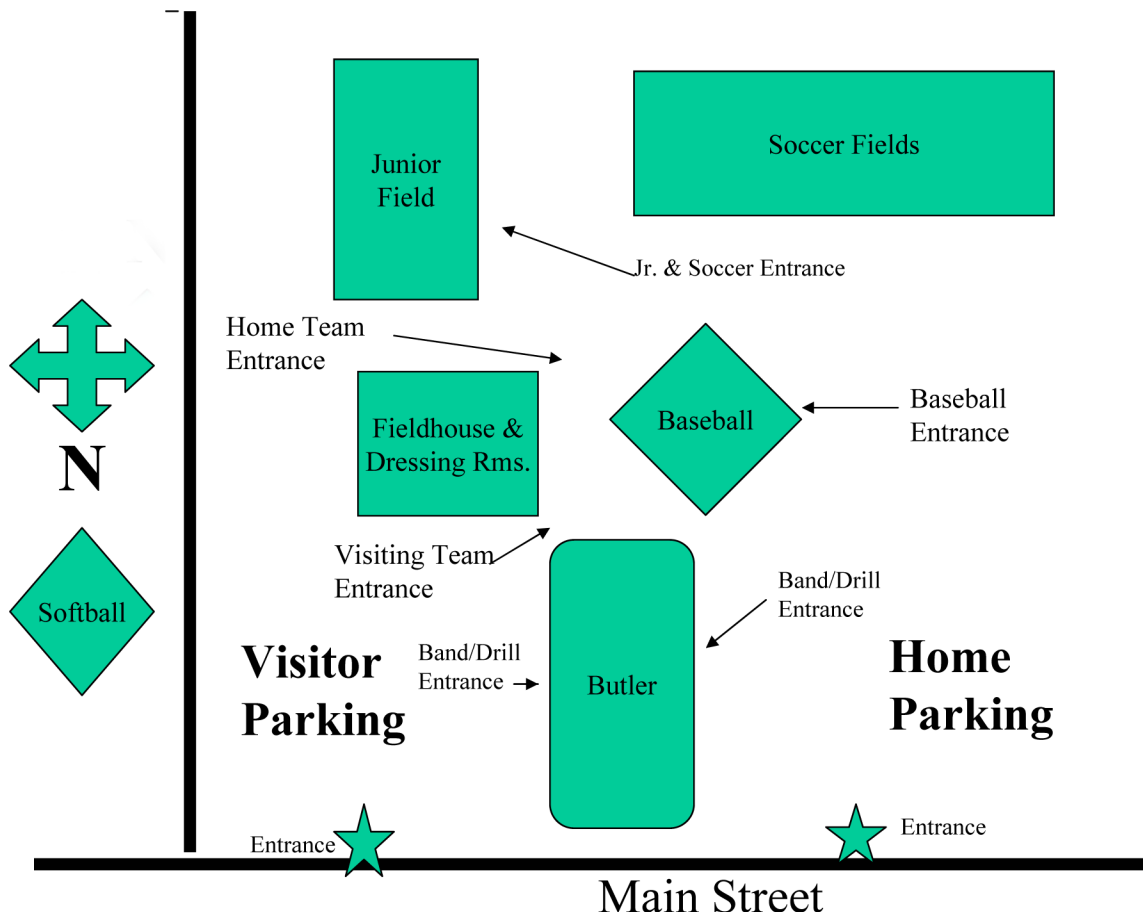 Junior
Field
Soccer Fields
Jr. & Soccer Entrance
Home Team
Entrance
Fieldhouse &
Dressing Rms.
Baseball
Baseball
Entrance
N
Visiting Team
Entrance
Softball
Band/Drill
Entrance
Visitor
Parking
Band/Drill
Entrance
Butler
Home
Parking
Entrance
Entrance
Main Street